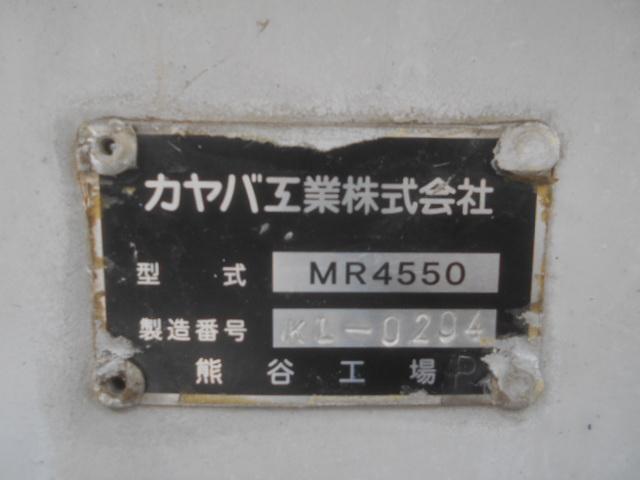 カヤバ工業株式会社
型式 MR4550
製造番号 KL-0294
熊谷工場 P